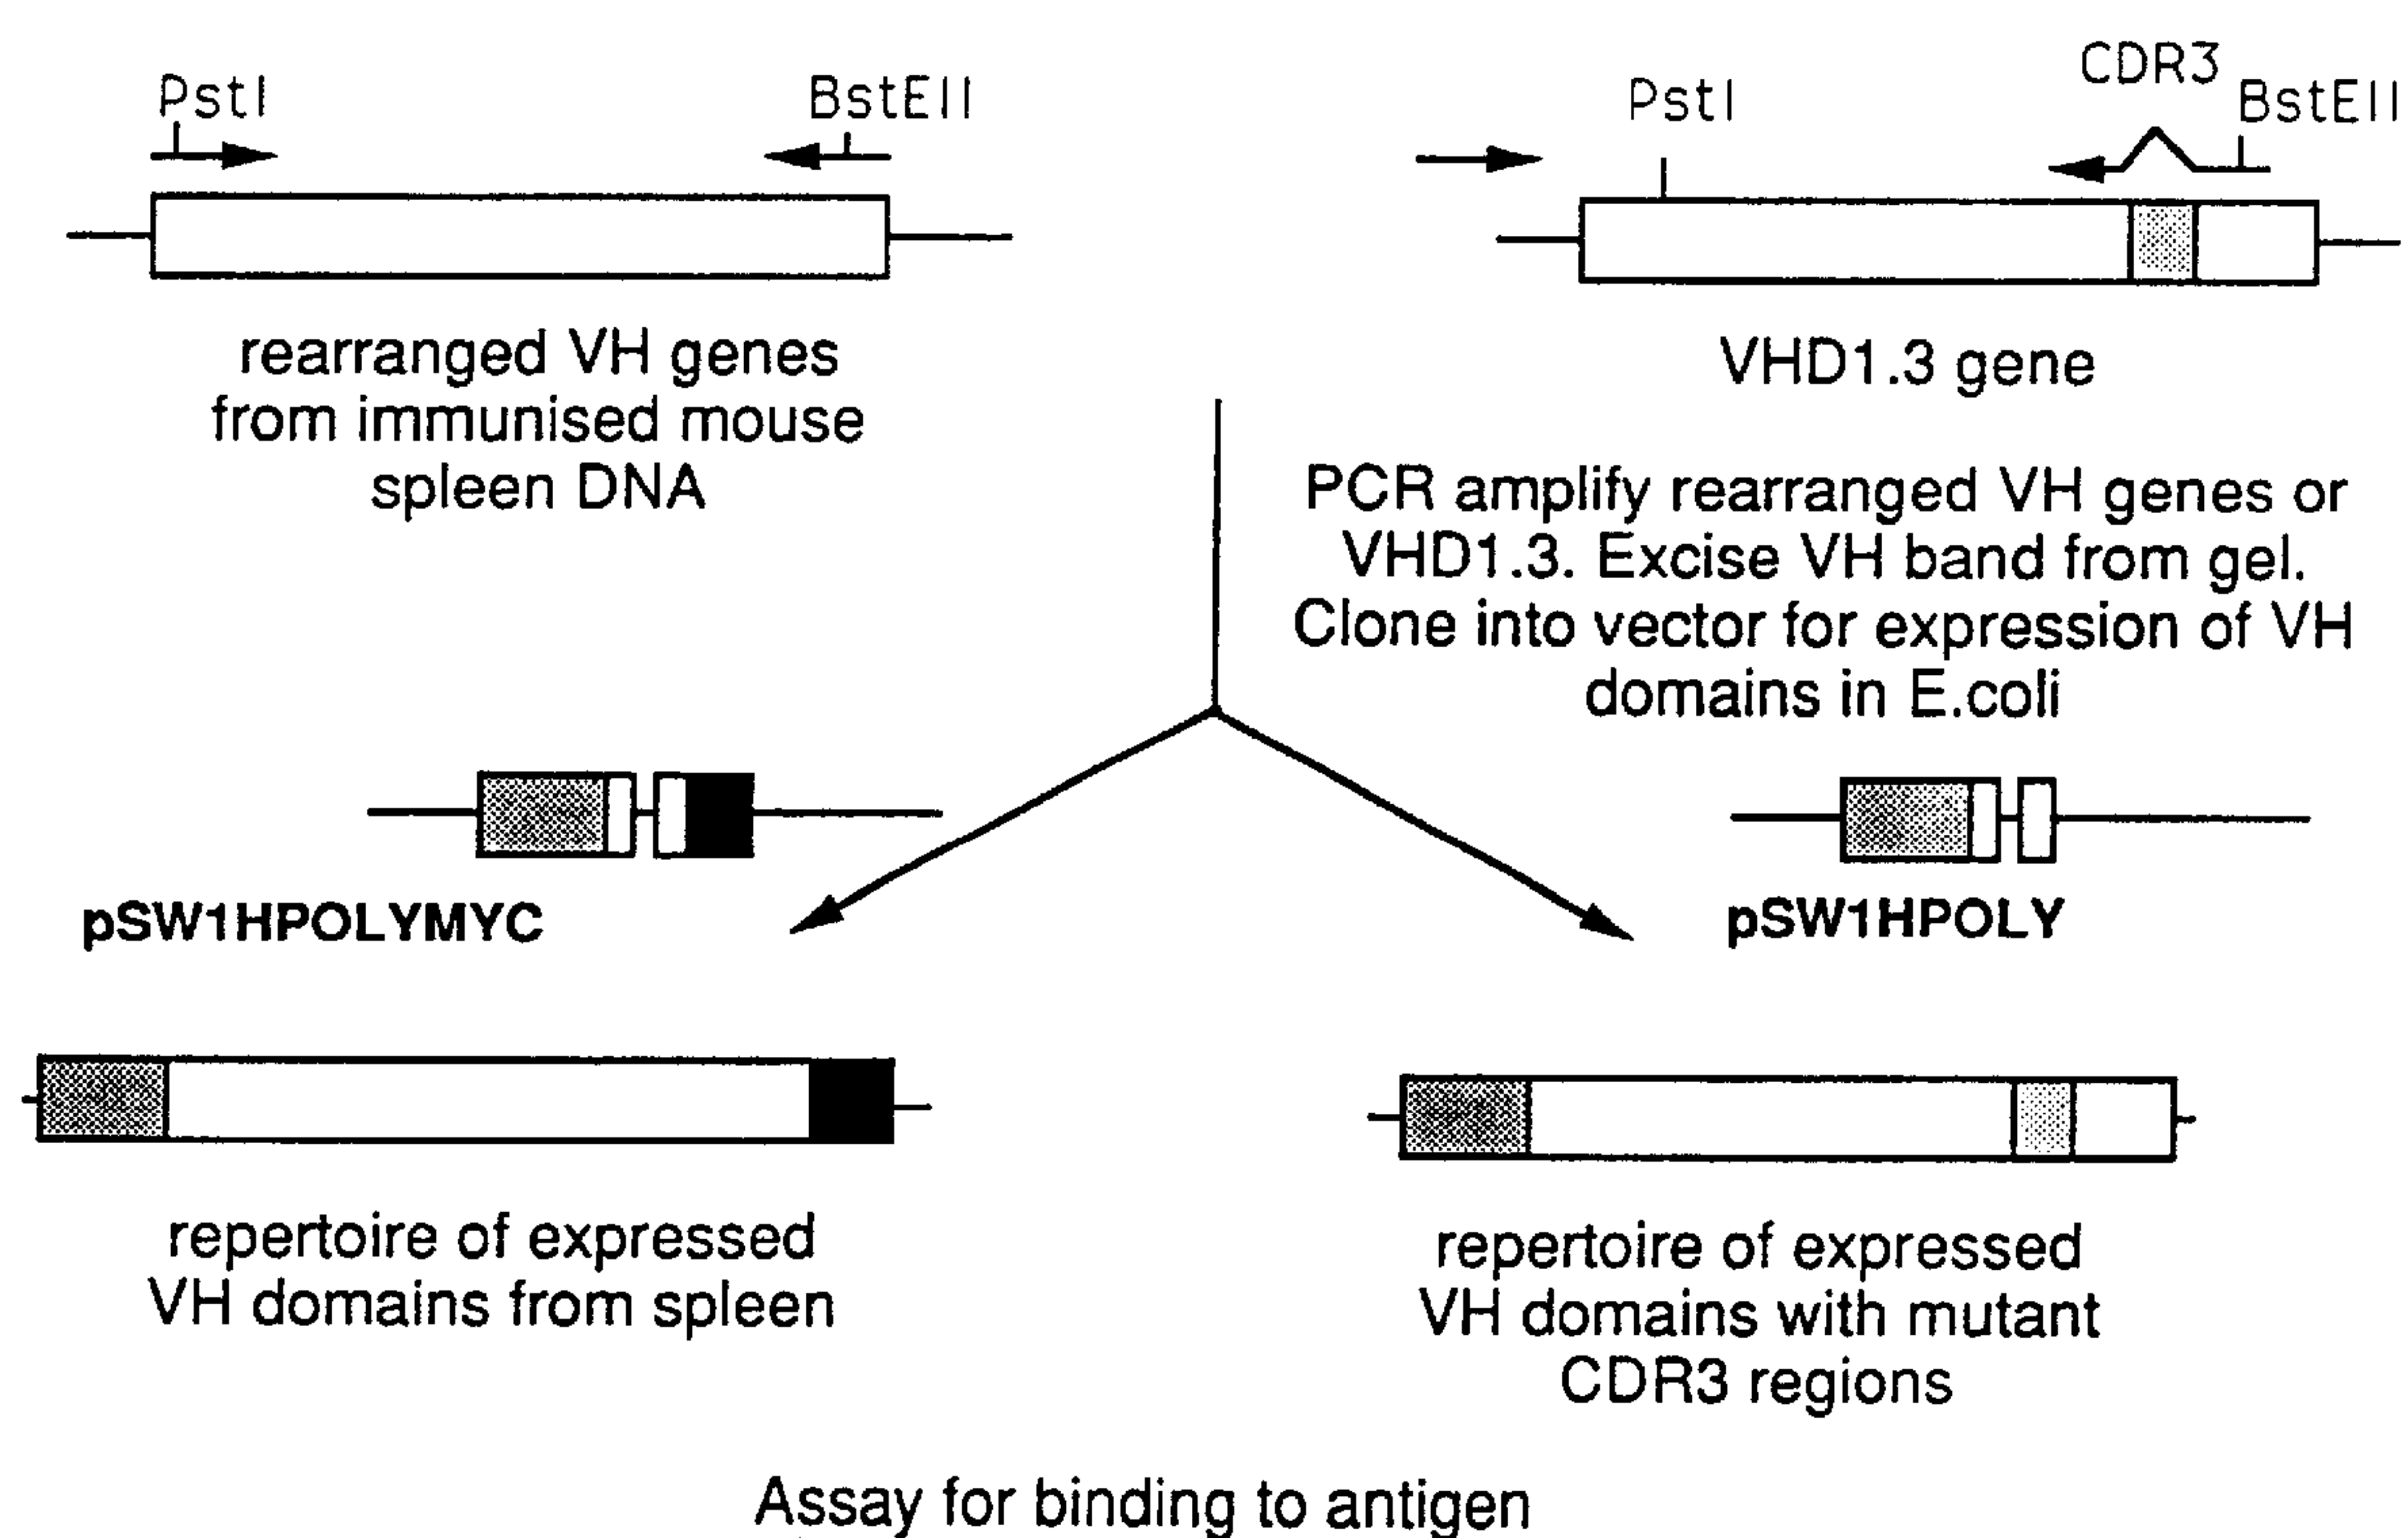 PstI
BstEII
rearranged VH genes
from immunised mouse
spleen DNA
PstI
CDR3
BstEII
VHD1.3 gene
PCR amplify rearranged VH genes or
VHD1.3. Excise VH band from gel.
Clone into vector for expression of VH
domains in E.coli
pSW1HPOLYMYC
pSW1HPOLY
repertoire of expressed
VH domains from spleen
repertoire of expressed
VH domains with mutant
CDR3 regions
Assay for binding to antigen